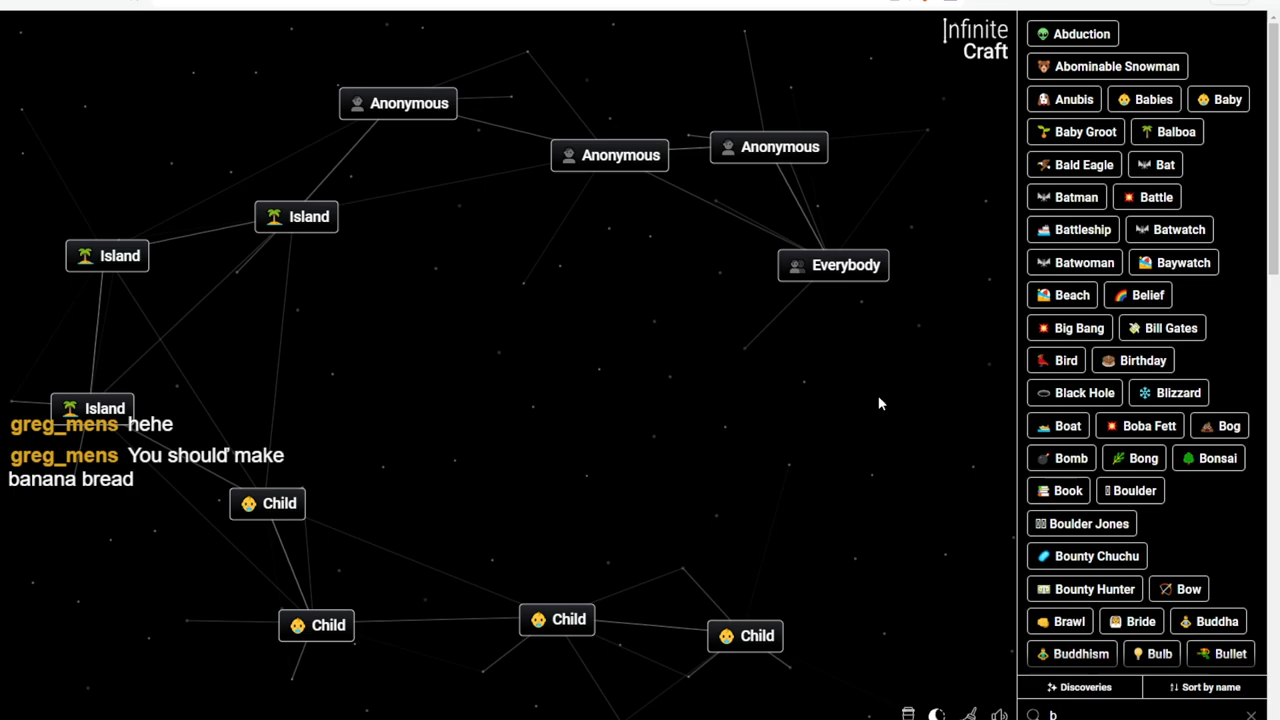 Infinite
Craft
Anonymous
Anonymous
Anonymous
Island
Island
Everybody
Island
greg_mens hehe
greg_mens You should make
banana bread
Child
Child
Child
Child
Abduction
Abominable Snowman
Anubis Babies Baby
Baby Groot Balboa
Bald Eagle Bat
Batman Battle
Battleship Batwatch
Batwoman Baywatch
Beach Belief
Big Bang Bill Gates
Bird Birthday
Black Hole Blizzard
Boat Boba Fett Bog
Bomb Bong Bonsai
Book Boulder
Boulder Jones
Bounty Chuchu
Bounty Hunter Bow
Brawl Bride Buddha
Buddhism Bulb Bullet
Discoveries Sort by name
b